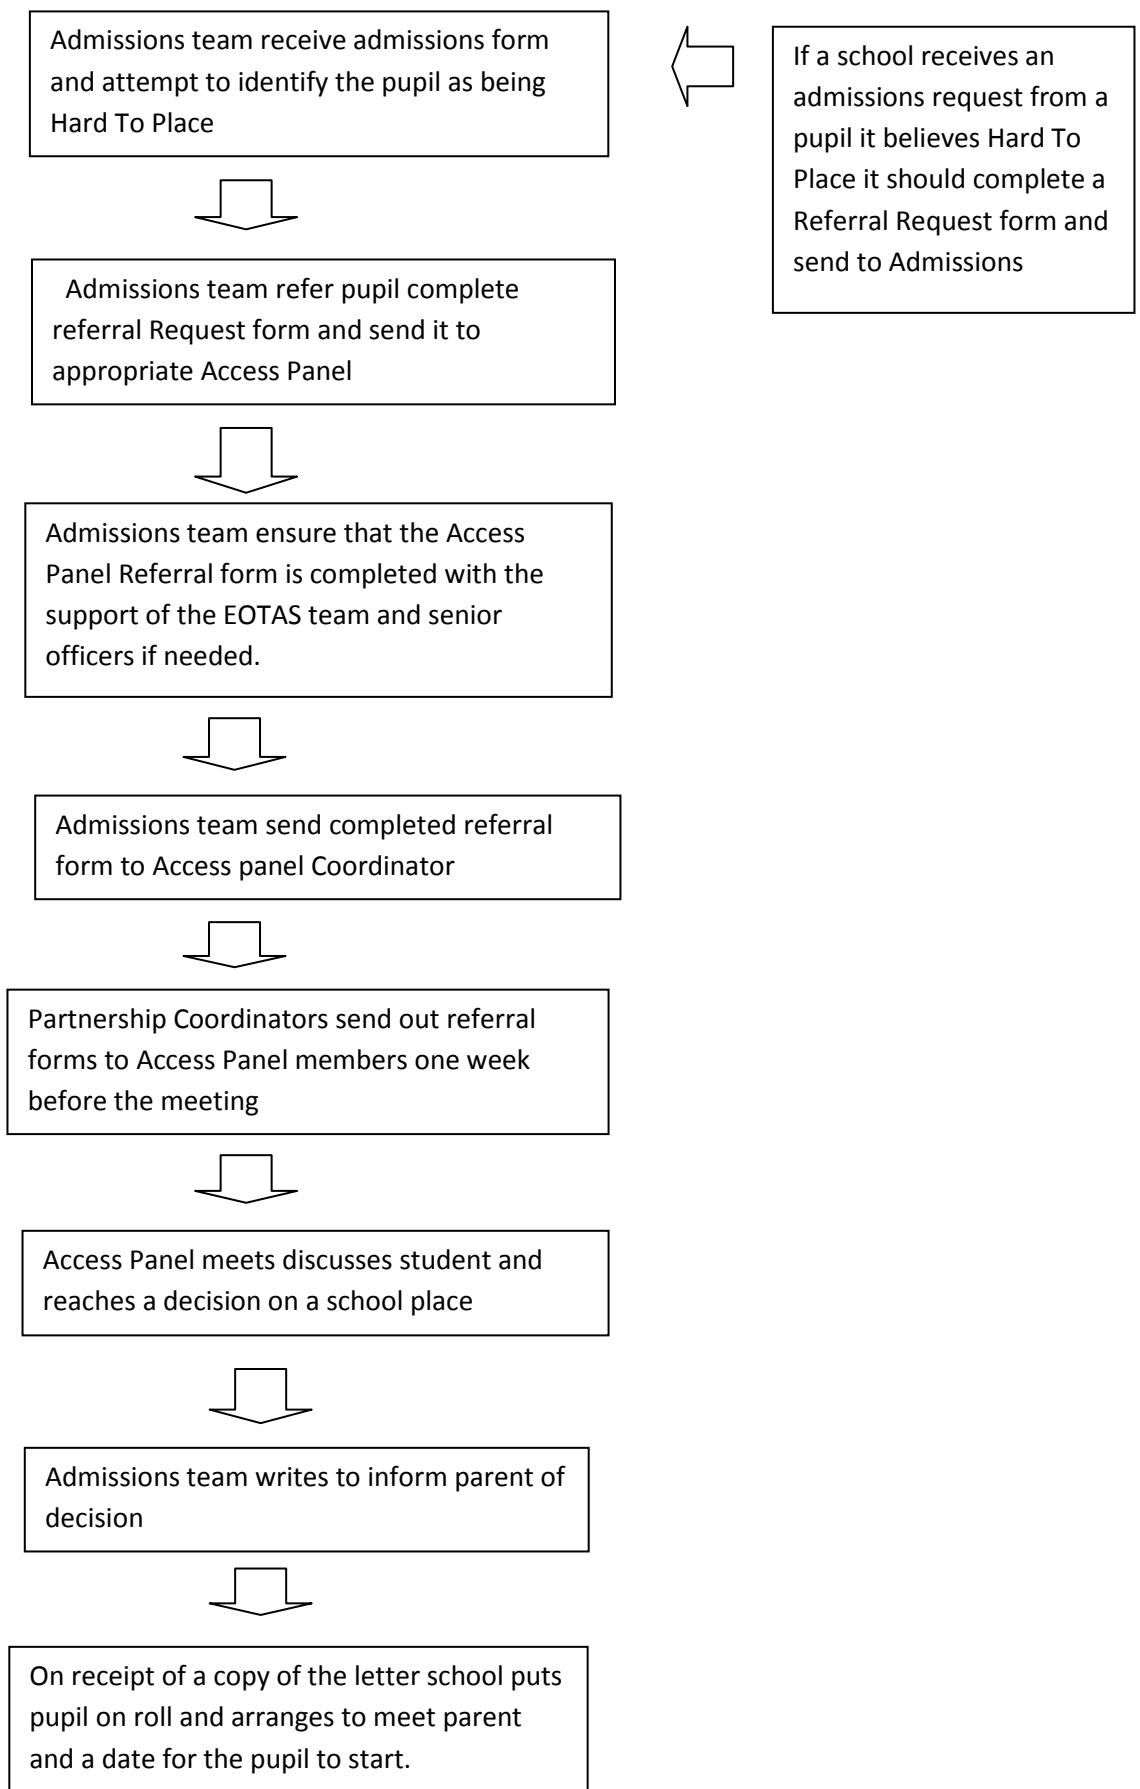 Admissions team receive admissions form
and attempt to identify the pupil as being
Hard To Place
If a school receives an
admissions request from a
pupil it believes Hard To
Place it should complete a
Referral Request form and
send to Admissions
Admissions team refer pupil complete
referral Request form and send it to
appropriate Access Panel
Admissions team ensure that the Access
Panel Referral form is completed with the
support of the EOTAS team and senior
officers if needed.
Admissions team send completed referral
form to Access panel Coordinator
Partnership Coordinators send out referral
forms to Access Panel members one week
before the meeting
Access Panel meets discusses student and
reaches a decision on a school place
Admissions team writes to inform parent of
decision
On receipt of a copy of the letter school puts
pupil on roll and arranges to meet parent
and a date for the pupil to start.